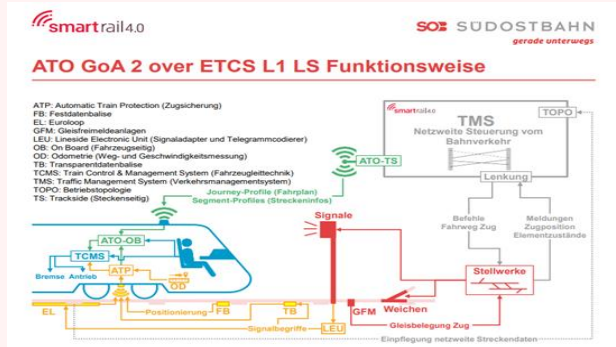 smartrail4.0
SOB SÜDOSTBAHN
gerade unterwegs
ATO GoA 2 over ETCS L1 LS Funktionsweise
ATP: Automatic Train Protection (Zugsicherung)
FB: Festdatenbalise
EL: Euroloop
GFM: Gleisfreimeldeanlagen
LEU: Lineside Electronic Unit (Signaladapter und Telegrammcodierer)
OB: On Board (Fahrzeugseitig)
OD: Odometrie (Weg- und Geschwindigkeitsmessung)
TB: Transparentdatenbalise
TCMS: Train Control & Management System (Fahrzeugleittechnik)
TMS: Traffic Management System (Verkehrsmanagementsystem)
TOPO: Betriebstopologie
TS: Trackside (Steckenseitig)
smartrail4.0
TOPO
TMS
Netzweite Steuerung vom
Bahnverkehr
Lenkung
ATO-TS
Journey-Profile (Fahrplan)
Segment-Profiles (Streckeninfos)
Signale
Befehle
Fahrweg Zug
Meldungen
Zugposition
Elementzustände
ATO-OB
TCMS
ATP
OD
Bremse Antrieb
Stellwerke
EL
Positionierung
FB
TB
GFM
Weichen
Signalbegriffe
LEU
Gleisbelegung Zug
Einpflegung netzweite Streckendaten